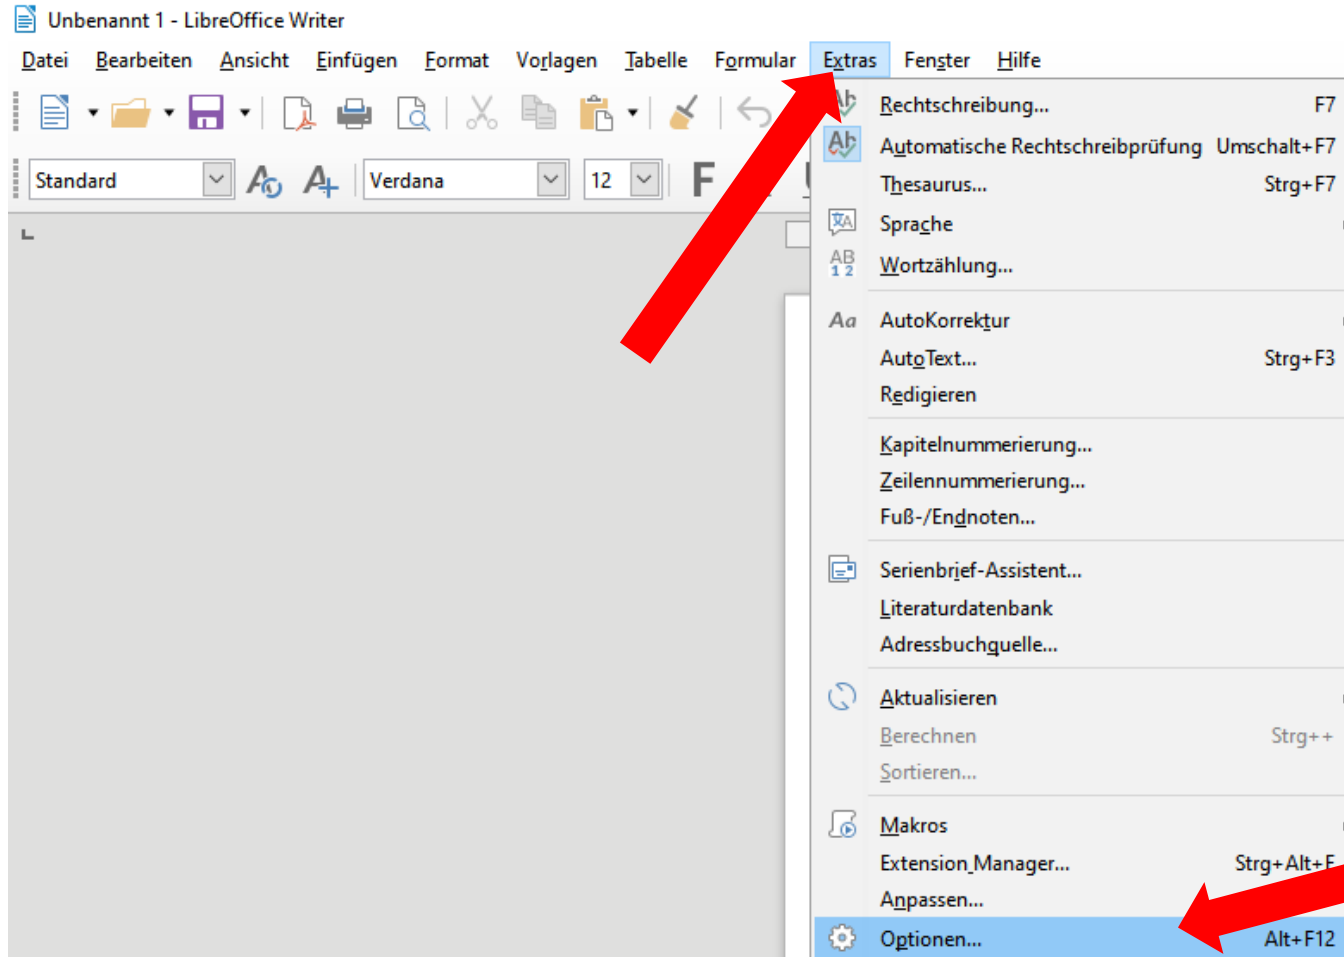 Unbenannt 1 - LibreOffice Writer
Datei Bearbeiten Ansicht Einfügen Format Vorlagen Tabelle Formular Extras Fenster Hilfe
Rechtschreibung... F7
Automatische Rechtschreibprüfung Umschalt+F7
Standard Verdana 12 F
Thesaurus... Strg+F7
Sprache
Wortzählung...
AutoKorrektur
AutoText... Strg+F3
Redigieren
Kapitelnummerierung...
Zeilennummerierung...
Fuß-/Endnoten...
Serienbrief-Assistent...
Literaturdatenbank
Adressbuchquelle...
Aktualisieren
Berechnen Strg++
Sortieren...
Makros
Extension Manager... Strg+Alt+E
Anpassen...
Optionen... Alt+F12